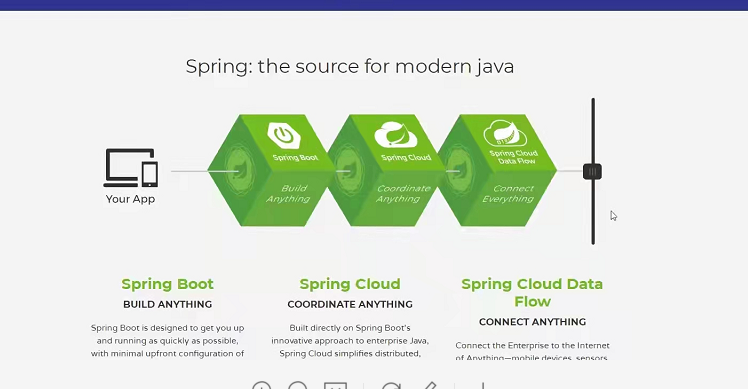 Spring: the source for modern java
Spring Boot
Build
Anything
Spring Cloud
Coordinate
Anything
Spring Cloud
Data Flow
Connect
Everything
Your App
Spring Boot
BUILD ANYTHING
Spring Boot is designed to get you up
and running as quickly as possible,
with minimal upfront configuration of
Spring Cloud
COORDINATE ANYTHING
Built directly on Spring Boot's
innovative approach to enterprise Java,
Spring Cloud simplifies distributed,
Spring Cloud Data
Flow
CONNECT ANYTHING
Connect the Enterprise to the Internet
of Anything—mobile devices, sensors,